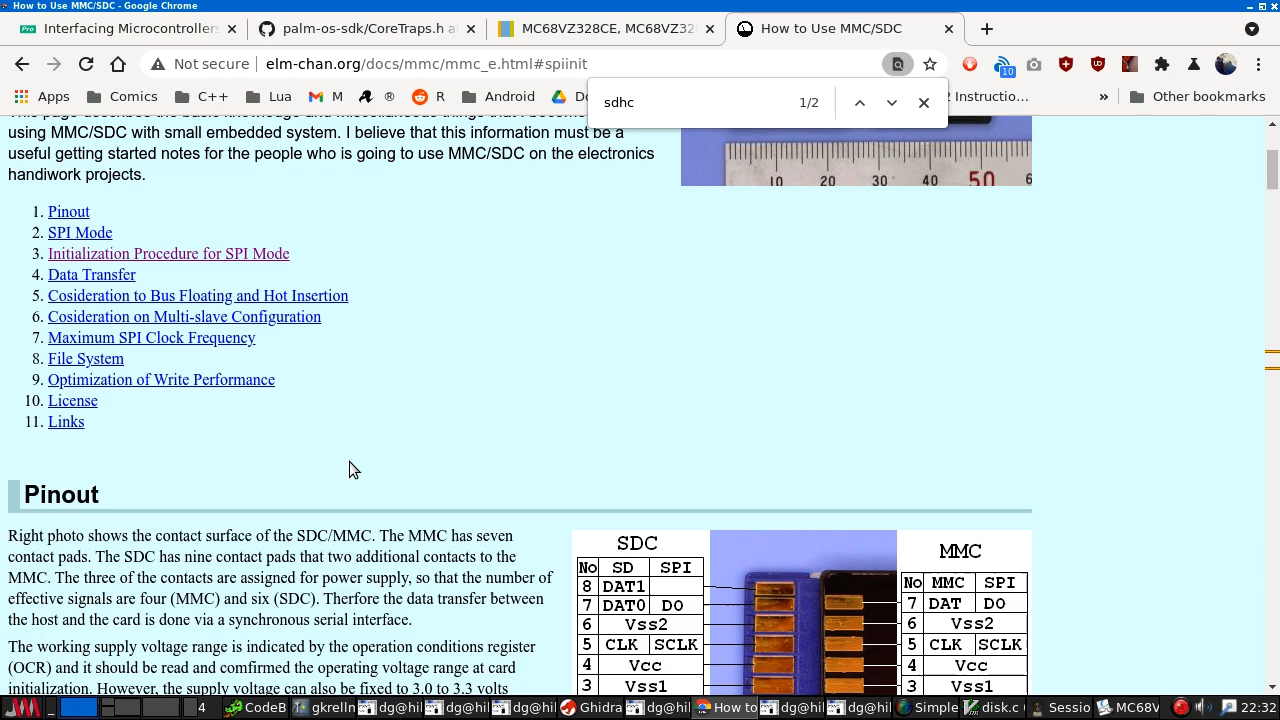 How to Use MMC/SDC - Google Chrome
Interfacing Microcontrollers
palm-os-sdk/CoreTraps.h a
MC68VZ328CE, MC68VZ32
How to Use MMC/SDC
Not secure
elm-chan.org/docs/mmc/mmc_e.html#spiinit
10
Apps
Comics
C++
Lua
M
®
R
Android
Do
2 Instructio...
»
Other bookmarks
sdhc
1/2
using MMC/SDC with small embedded system. I believe that this information must be a
useful getting started notes for the people who is going to use MMC/SDC on the electronics
handiwork projects.
10 20 30 40 50 6
1. Pinout
2. SPI Mode
3. Initialization Procedure for SPI Mode
4. Data Transfer
5. Cosideration to Bus Floating and Hot Insertion
6. Cosideration on Multi-slave Configuration
7. Maximum SPI Clock Frequency
8. File System
9. Optimization of Write Performance
10. License
11. Links
Pinout
Right photo shows the contact surface of the SDC/MMC. The MMC has seven
contact pads. The SDC has nine contact pads that two additional contacts to the
MMC. The three of the contacts are assigned for power supply, so that the number of
effective signals are four (MMC) and six (SDC). Therfore the data transfer between
the host and the card is done via a synchronous serial interface.
The working supply voltage range is indicated by the operation conditions register
(OCR) and it should be read and comfirmed the operating voltage range at card
initialization. However, the supply voltage can also be fixed to 3.0 to 3.3 volts
SDC
No SD SPI
8 DAT1
7 DAT0 DO
6 Vss2
5 CLK SCLK
4 Vcc
3 Vss1
MMC
No MMC SPI
7 DAT DO
6 Vss2
5 CLK SCLK
4 Vcc
3 Vss1
4
CodeB
gkrellm
dg@hil
dg@hil
dg@hil
Ghidra
How to
dg@hil
dg@hil
Simple
disk.c
Sessio
MC68V
22:32